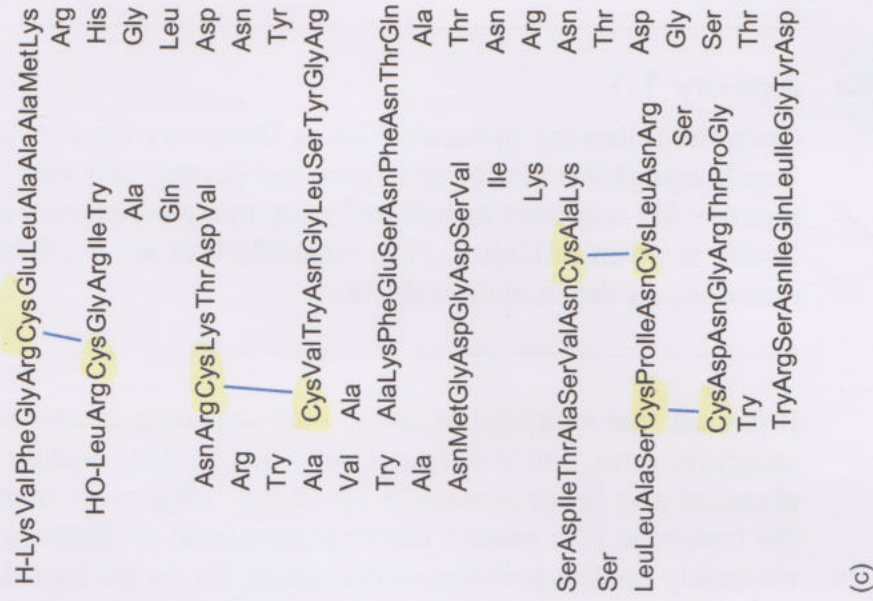 H-LysValPheGlyArgCysGluLeuAlaAlaAlaMetLys
Arg
HO-LeuArgCysGlyArgIleTry His
Ala Gly
Gln Leu
AsnArgCysLysThrAspVal Asp
Arg Asn
Try Tyr
Ala CysValTryAsnGlyLeuSerTyrGlyArg
Val Ala
Try AlaLysPheGluSerAsnPheAsnThrGln
Ala Ala
AsnMetGlyAspGlyAspSerVal Thr
Ile Asn
Lys Arg
SerAspIleThrAlaSerValAsnCysAlaLys Asn
Ser Thr
LeuLeuAlaSerCysProIleAsnCysLeuAsnArg Asp
Ser Gly
CysAspAsnGlyArgThrProGly Ser
Try Thr
TryArgSerAsnIleGlnLeuIleGlyTyrAsp
(c)